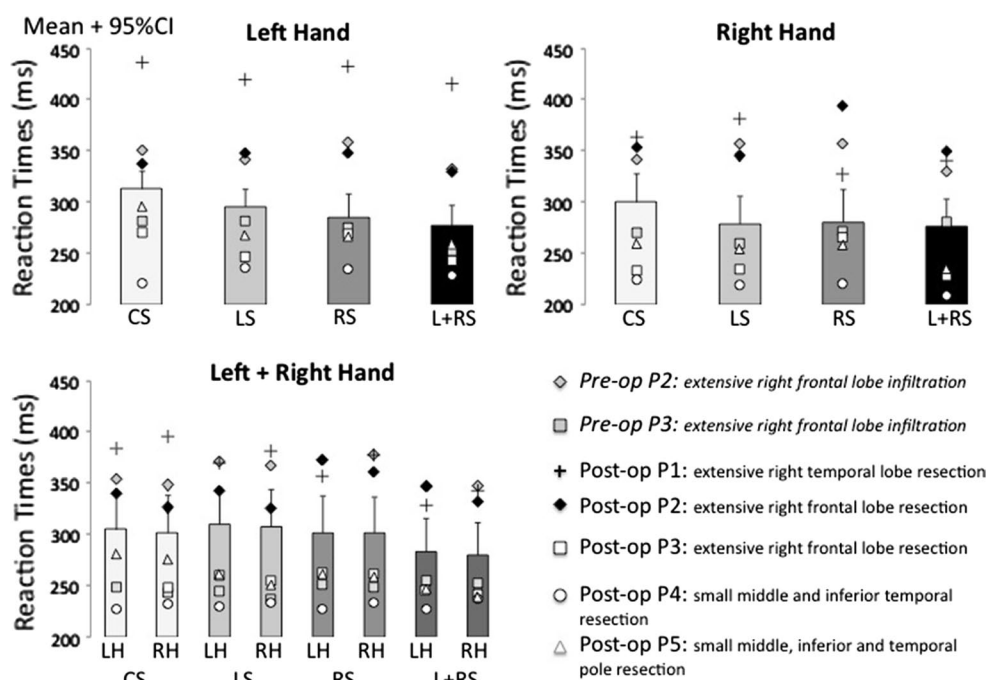 Mean + 95%CI
Left Hand
Right Hand
Reaction Times (ms)
450
400
350
300
250
200
CS LS RS L+RS
Reaction Times (ms)
450
400
350
300
250
200
CS LS RS L+RS
Left + Right Hand
Reaction Times (ms)
450
400
350
300
250
200
LH RH LH RH LH RH LH RH
CS LS RS L+RS
Pre-op P2: extensive right frontal lobe infiltration
Pre-op P3: extensive right frontal lobe infiltration
Post-op P1: extensive right temporal lobe resection
Post-op P2: extensive right frontal lobe resection
Post-op P3: extensive right frontal lobe resection
Post-op P4: small middle and inferior temporal
resection
Post-op P5: small middle, inferior and temporal
pole resection